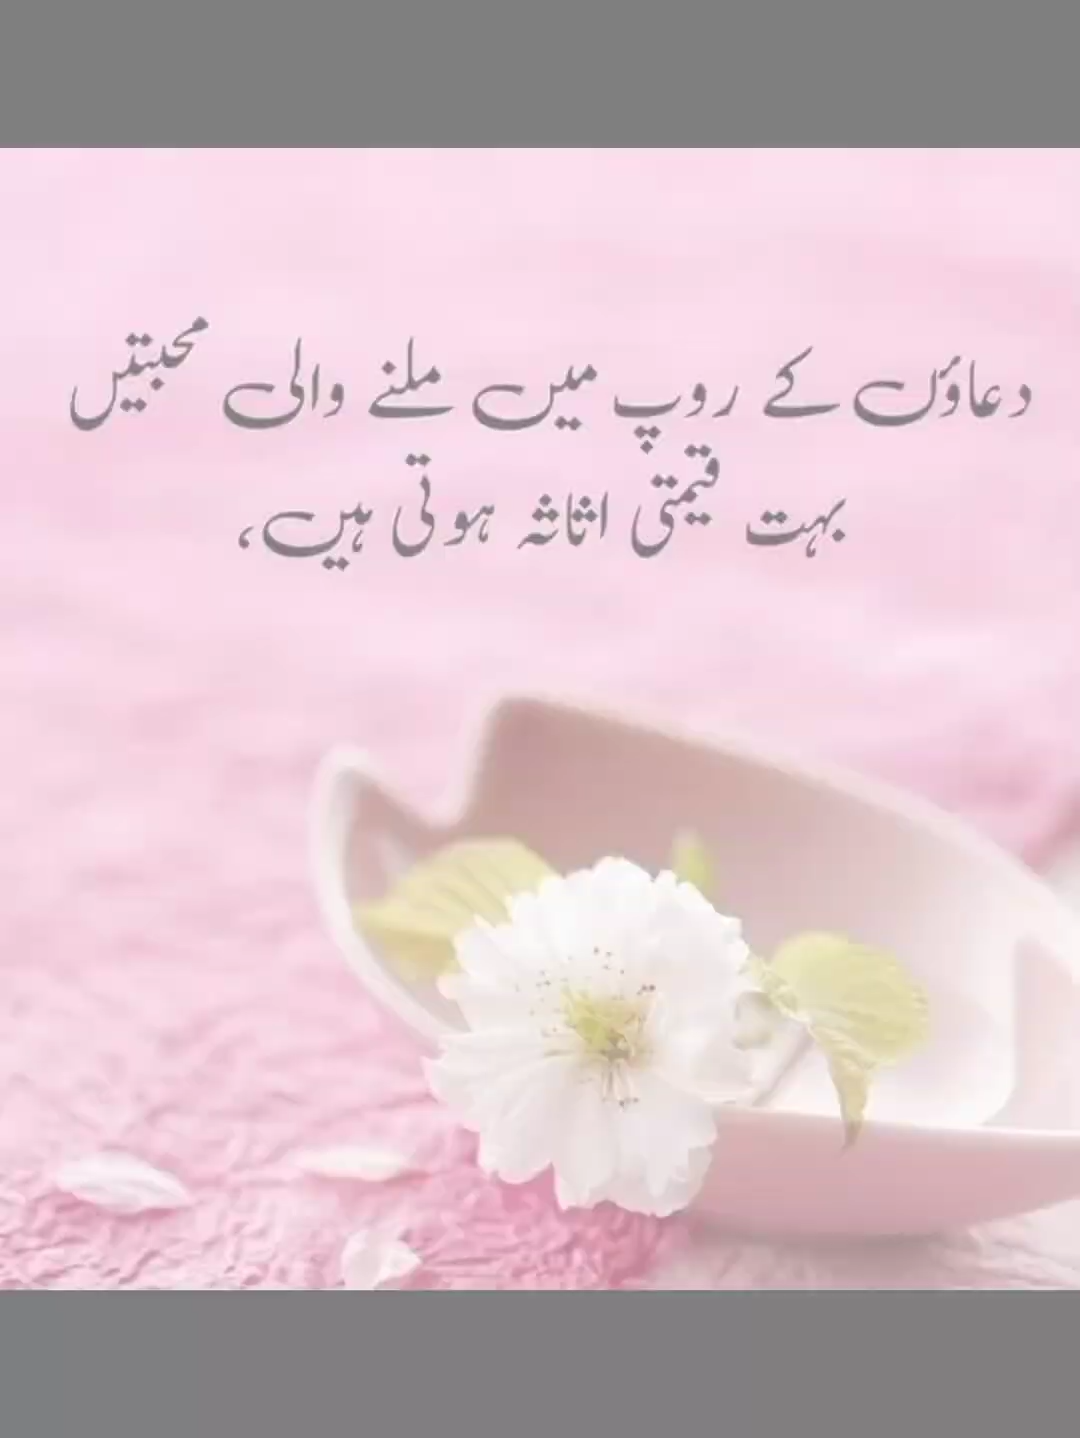 دعاؤں کے روپ میں ملنے والی محبتیں
بہت قیمتی اثاثہ ہوتی ہیں،